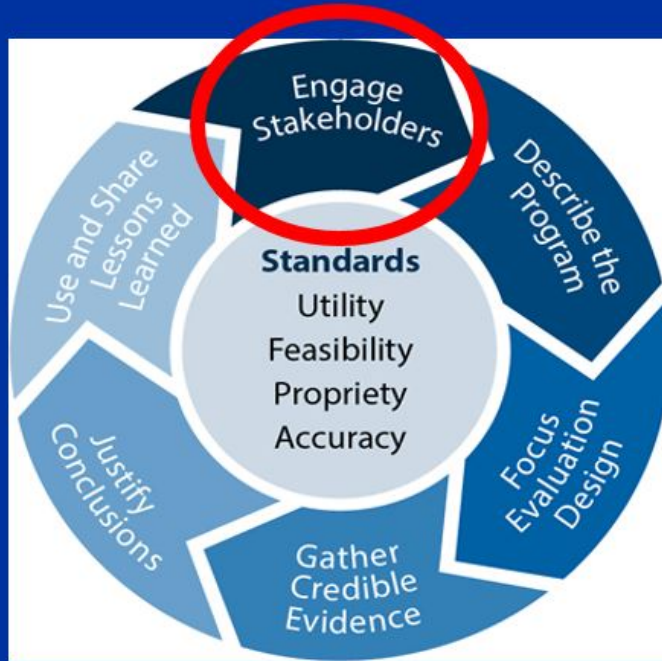 Engage
Stakeholders
Describe the
Program
Focus
Evaluation
Design
Gather
Credible
Evidence
Justify
Conclusions
Use and Share
Lessons
Learned
Standards
Utility
Feasibility
Propriety
Accuracy